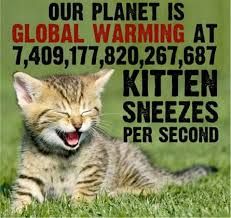 OUR PLANET IS
GLOBAL WARMING AT
7,409,177,820,267,687
KITTEN
SNEEZES
PER SECOND